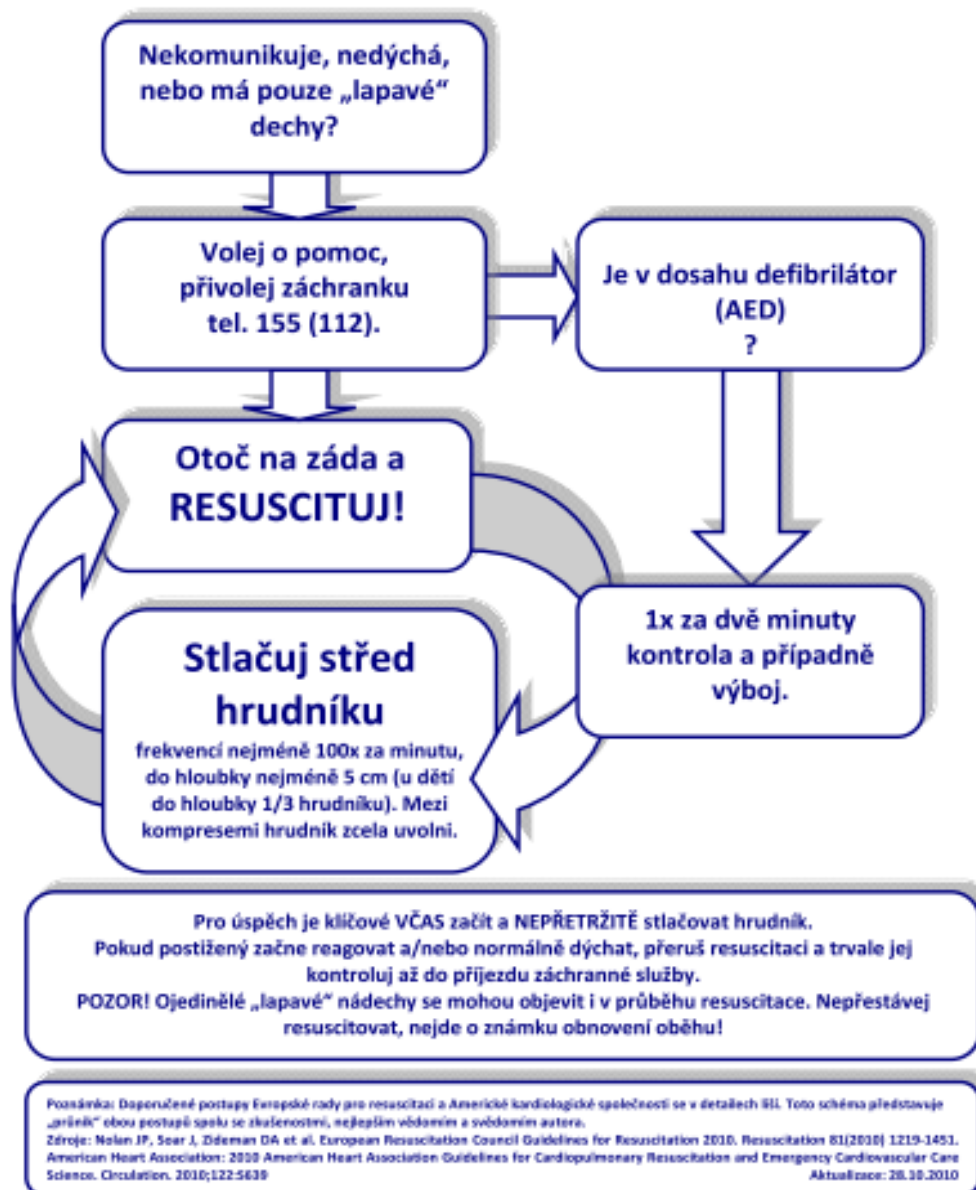 Nekomunikuje, nedýchá,
nebo má pouze „lapavé“
dechy?
Volej o pomoc,
přivolej záchranku
tel. 155 (112).
Je v dosahu defibrilátor
(AED)
?
Otoč na záda a
RESUSCITUJ!
1x za dvě minuty
kontrola a případně
výboj.
Stlačuj střed
hrudníku
frekvencí nejméně 100x za minutu,
do hloubky nejméně 5 cm (u dětí
do hloubky 1/3 hrudníku). Mezi
kompresemi hrudník zcela uvolni.
Pro úspěch je klíčové VČAS začít a NEPŘETRŽITĚ stlačovat hrudník.
Pokud postižený začne reagovat a/nebo normálně dýchat, přeruš resuscitaci a trvale jej
kontroluj až do příjezdu záchranné služby.
POZOR! Ojedinělé „lapavé“ nádechy se mohou objevit i v průběhu resuscitace. Nepřestávej
resuscitovat, nejde o známku obnovení oběhu!
Poznámka: Doporučené postupy Evropské rady pro resuscitaci a Americké kardiologické společnosti se v detailech liší. Toto schéma představuje
„průnik“ obou postupů spolu se zkušenostmi, nejlepším vědomím a svědomím autora.
Zdroje: Nolan JP, Soar J, Zideman DA et al. European Resuscitation Council Guidelines for Resuscitation 2010. Resuscitation 81(2010) 1219-1451.
American Heart Association: 2010 American Heart Association Guidelines for Cardiopulmonary Resuscitation and Emergency Cardiovascular Care
Science. Circulation. 2010;122:S639 Aktualizace: 28.10.2010